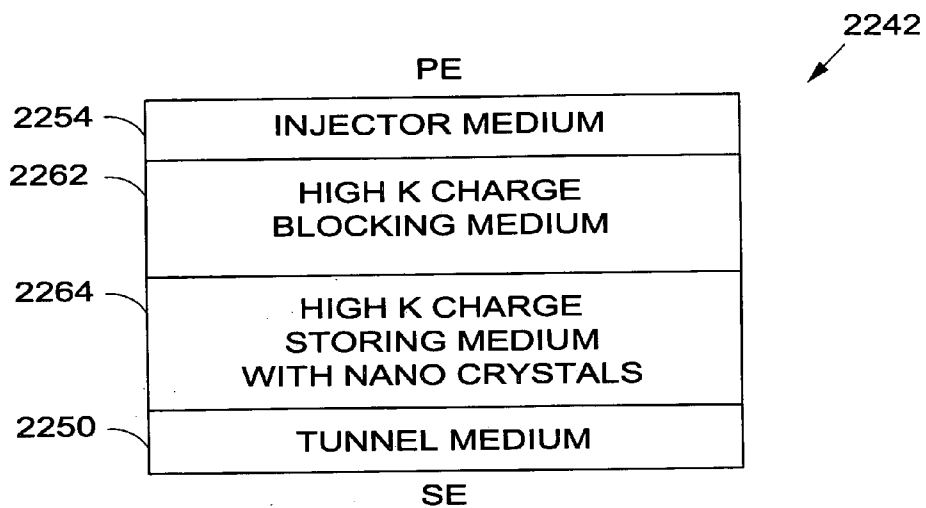 2242
PE
2254
INJECTOR MEDIUM
2262
HIGH K CHARGE
BLOCKING MEDIUM
2264
HIGH K CHARGE
STORING MEDIUM
WITH NANO CRYSTALS
2250
TUNNEL MEDIUM
SE